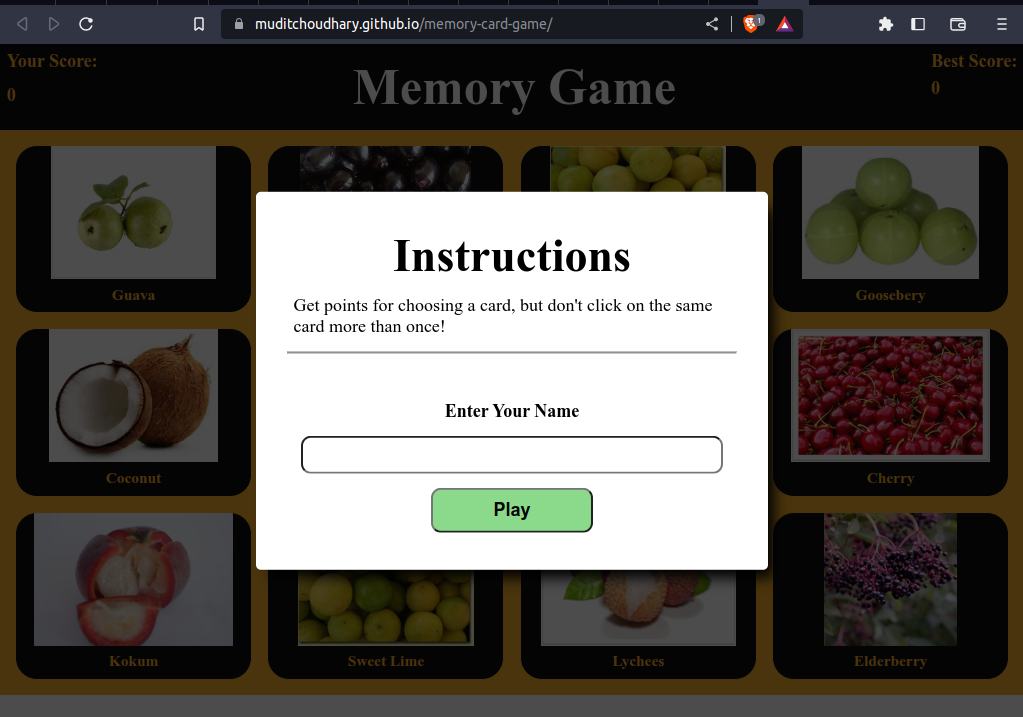 muditchoudhary.github.io/memory-card-game/
1
Your Score:
0
Memory Game
Best Score:
0
Instructions
Get points for choosing a card, but don't click on the same
card more than once!
Enter Your Name
Play
Guava
Goosebery
Coconut
Cherry
Kokum
Sweet Lime
Lychees
Elderberry